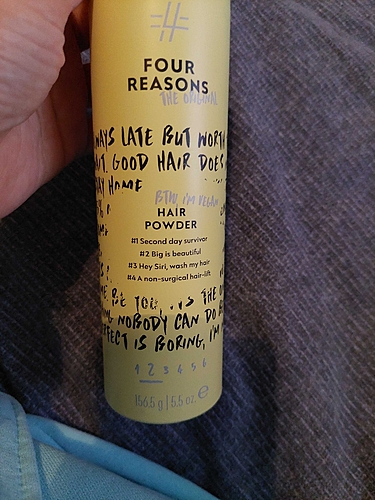 #
FOUR
REASONS
THE ORIGINAL
AYS LATE BUT WORTH
GOOD HAIR DOES
HOME
BTW, I'M VEGAN
HAIR
POWDER
#1 Second day survivor
#2 Big is beautiful
#3 Hey Siri, wash my hair
#4 A non-surgical hair-lift
BE YOU, THE
NOBODY CAN DO
IS BORING, I'M
1 2 3 4 5 6
156.5 g | 5.5 oz. ℮